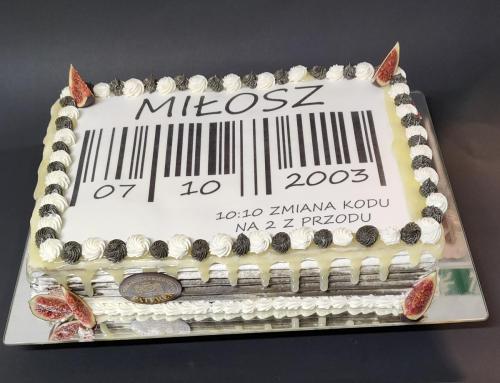 MIŁOSZ
07 10 2003
10:10 ZMIANA KODU
NA 2 Z PRZODU